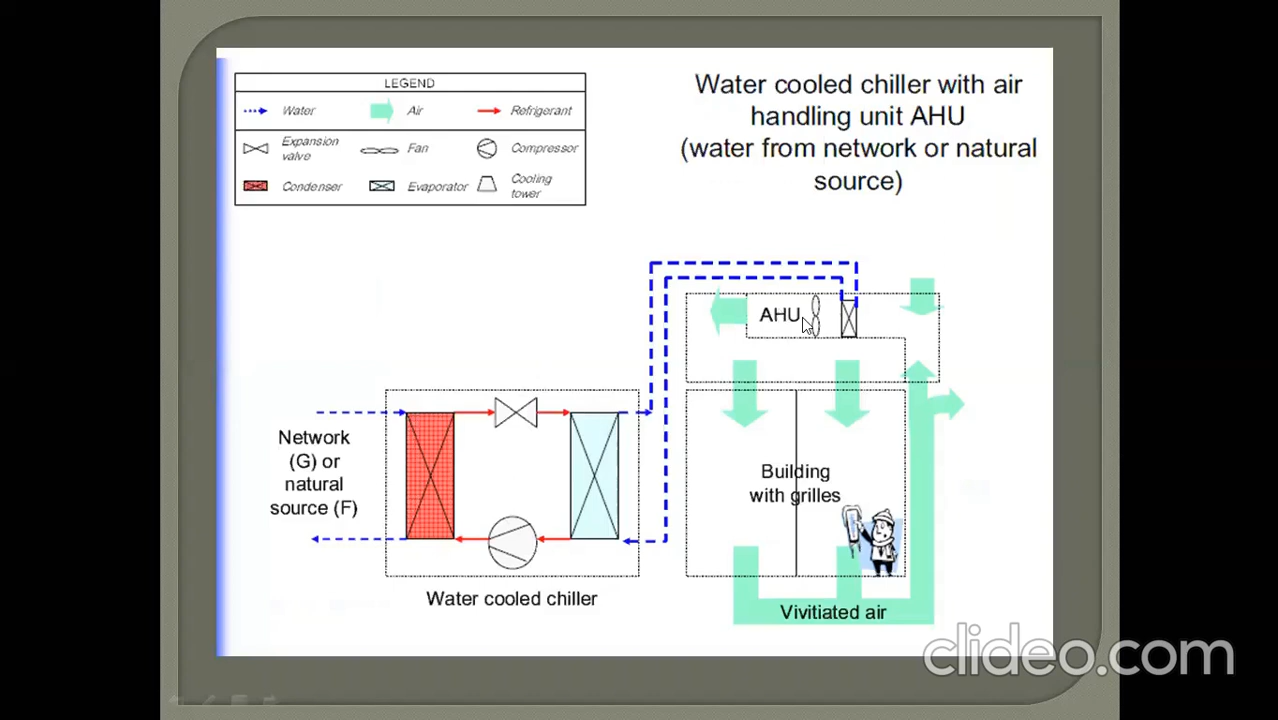 LEGEND
Water
Air
Refrigerant
Expansion
valve
Fan
Compressor
Condenser
Evaporator
Cooling
tower
Water cooled chiller with air
handling unit AHU
(water from network or natural
source)
AHU
Network
(G) or
natural
source (F)
Building
with grilles
Water cooled chiller
Vivitiated air
clideo.com